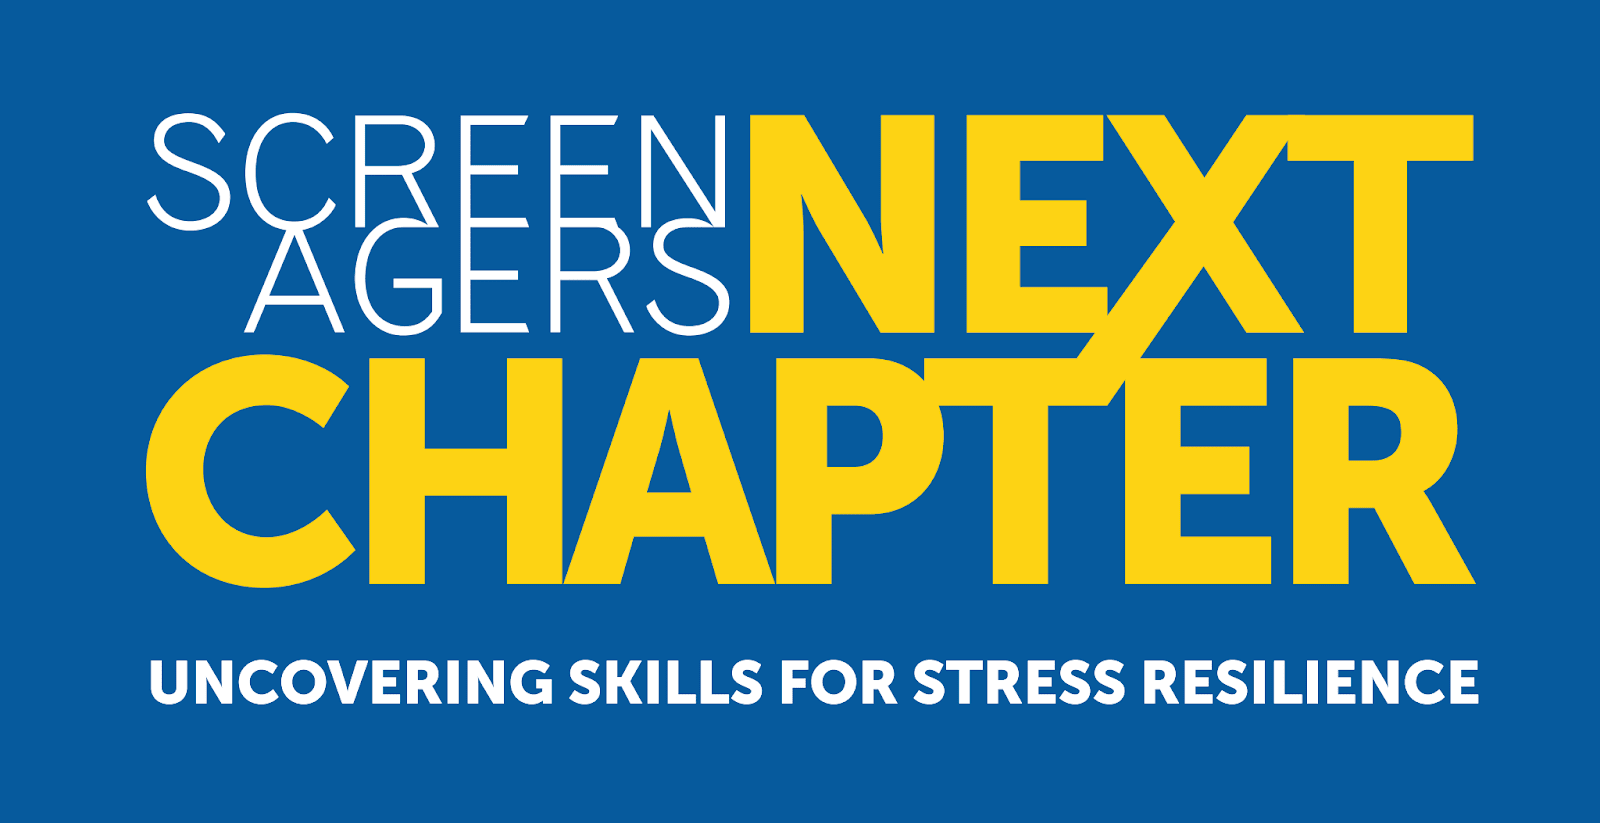 SCREEN
AGERS NEXT
CHAPTER
UNCOVERING SKILLS FOR STRESS RESILIENCE